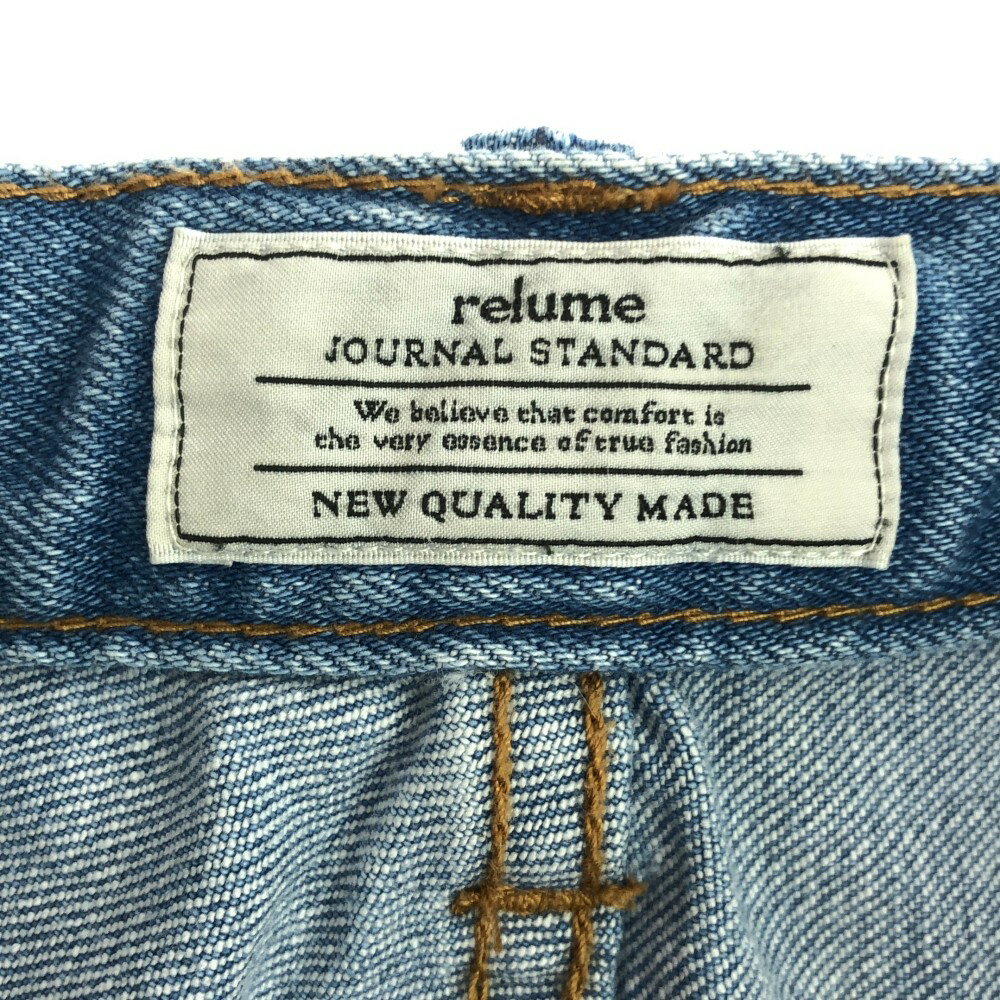 relume
JOURNAL STANDARD
We believe that comfort is
the very essence of true fashion
NEW QUALITY MADE